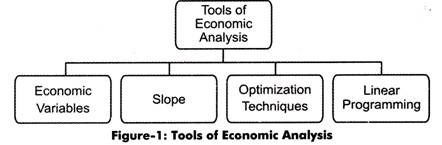 Tools of
Economic
Analysis
Economic
Variables
Slope
Optimization
Techniques
Linear
Programming
Figure-1: Tools of Economic Analysis